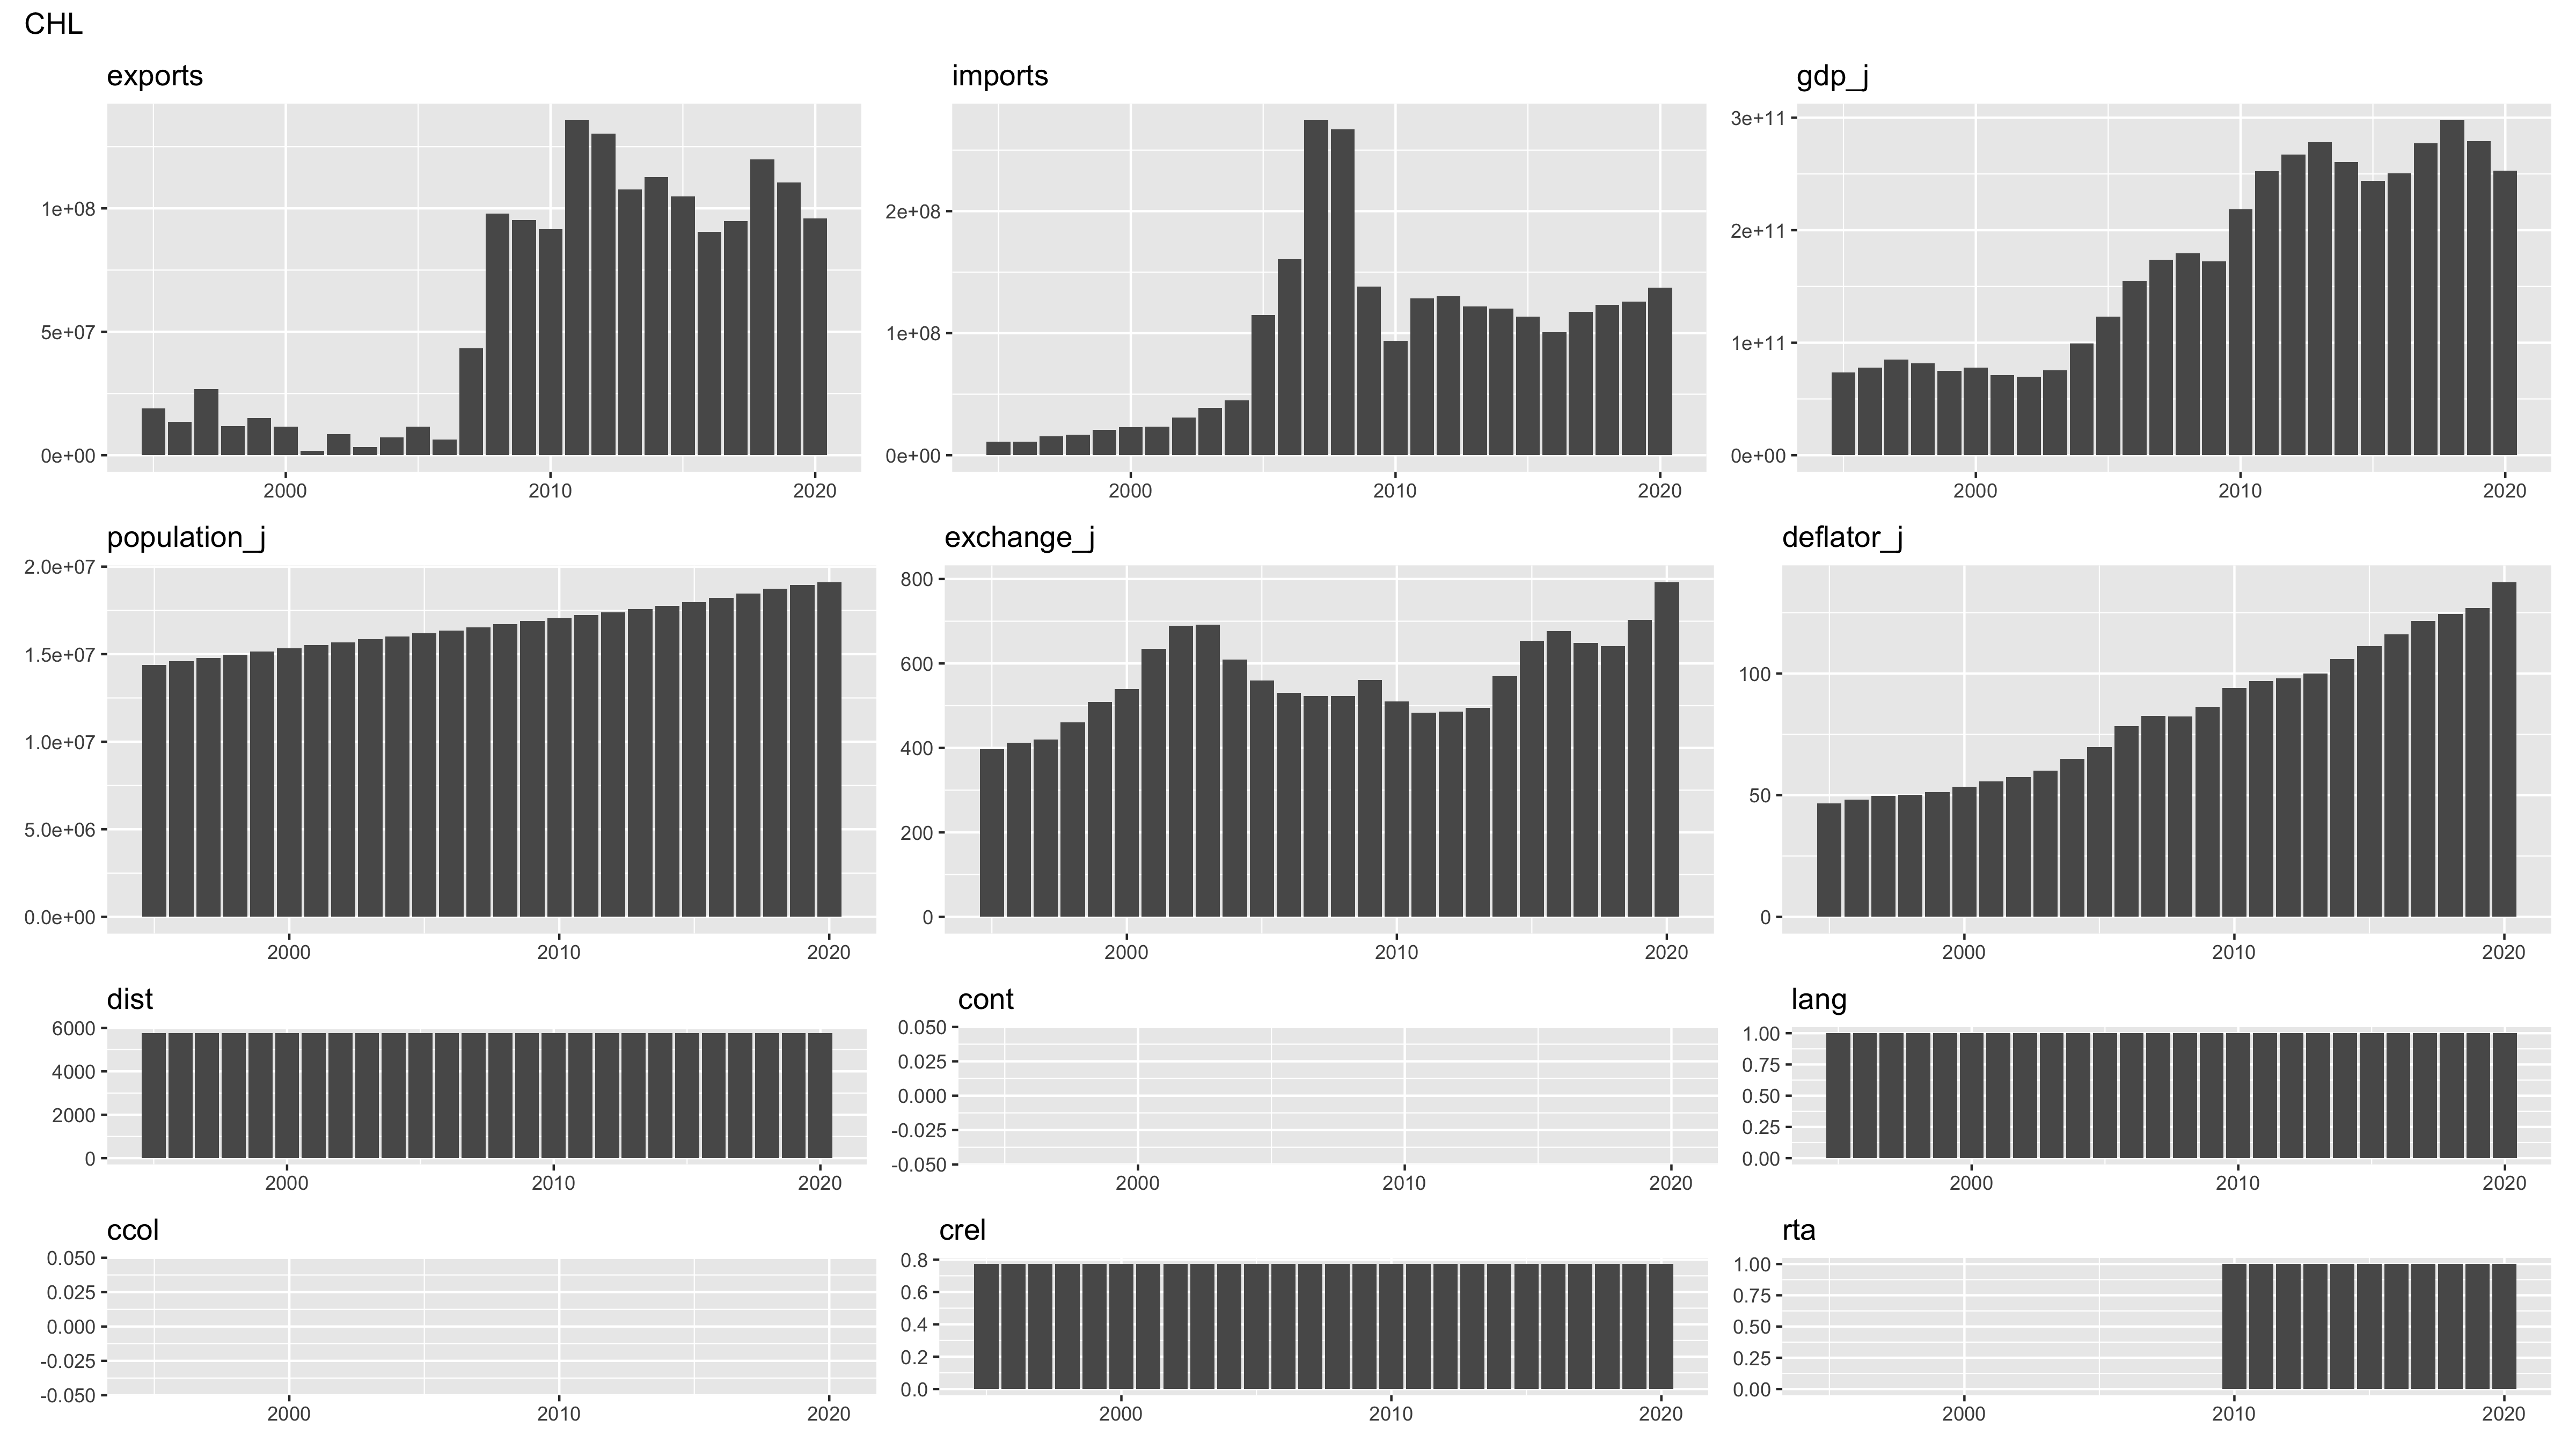 CHL
exports
1e+08
5e+07
0e+00
2000 2010 2020
imports
2e+08
1e+08
0e+00
2000 2010 2020
gdp_j
3e+11
2e+11
1e+11
0e+00
2000 2010 2020
population_j
2.0e+07
1.5e+07
1.0e+07
5.0e+06
0.0e+00
2000 2010 2020
exchange_j
800
600
400
200
0
2000 2010 2020
deflator_j
100
50
0
2000 2010 2020
dist
6000
4000
2000
0
2000 2010 2020
cont
0.050
0.025
0.000
-0.025
-0.050
2000 2010 2020
lang
1.00
0.75
0.50
0.25
0.00
2000 2010 2020
ccol
0.050
0.025
0.000
-0.025
-0.050
2000 2010 2020
crel
0.8
0.6
0.4
0.2
0.0
2000 2010 2020
rta
1.00
0.75
0.50
0.25
0.00
2000 2010 2020